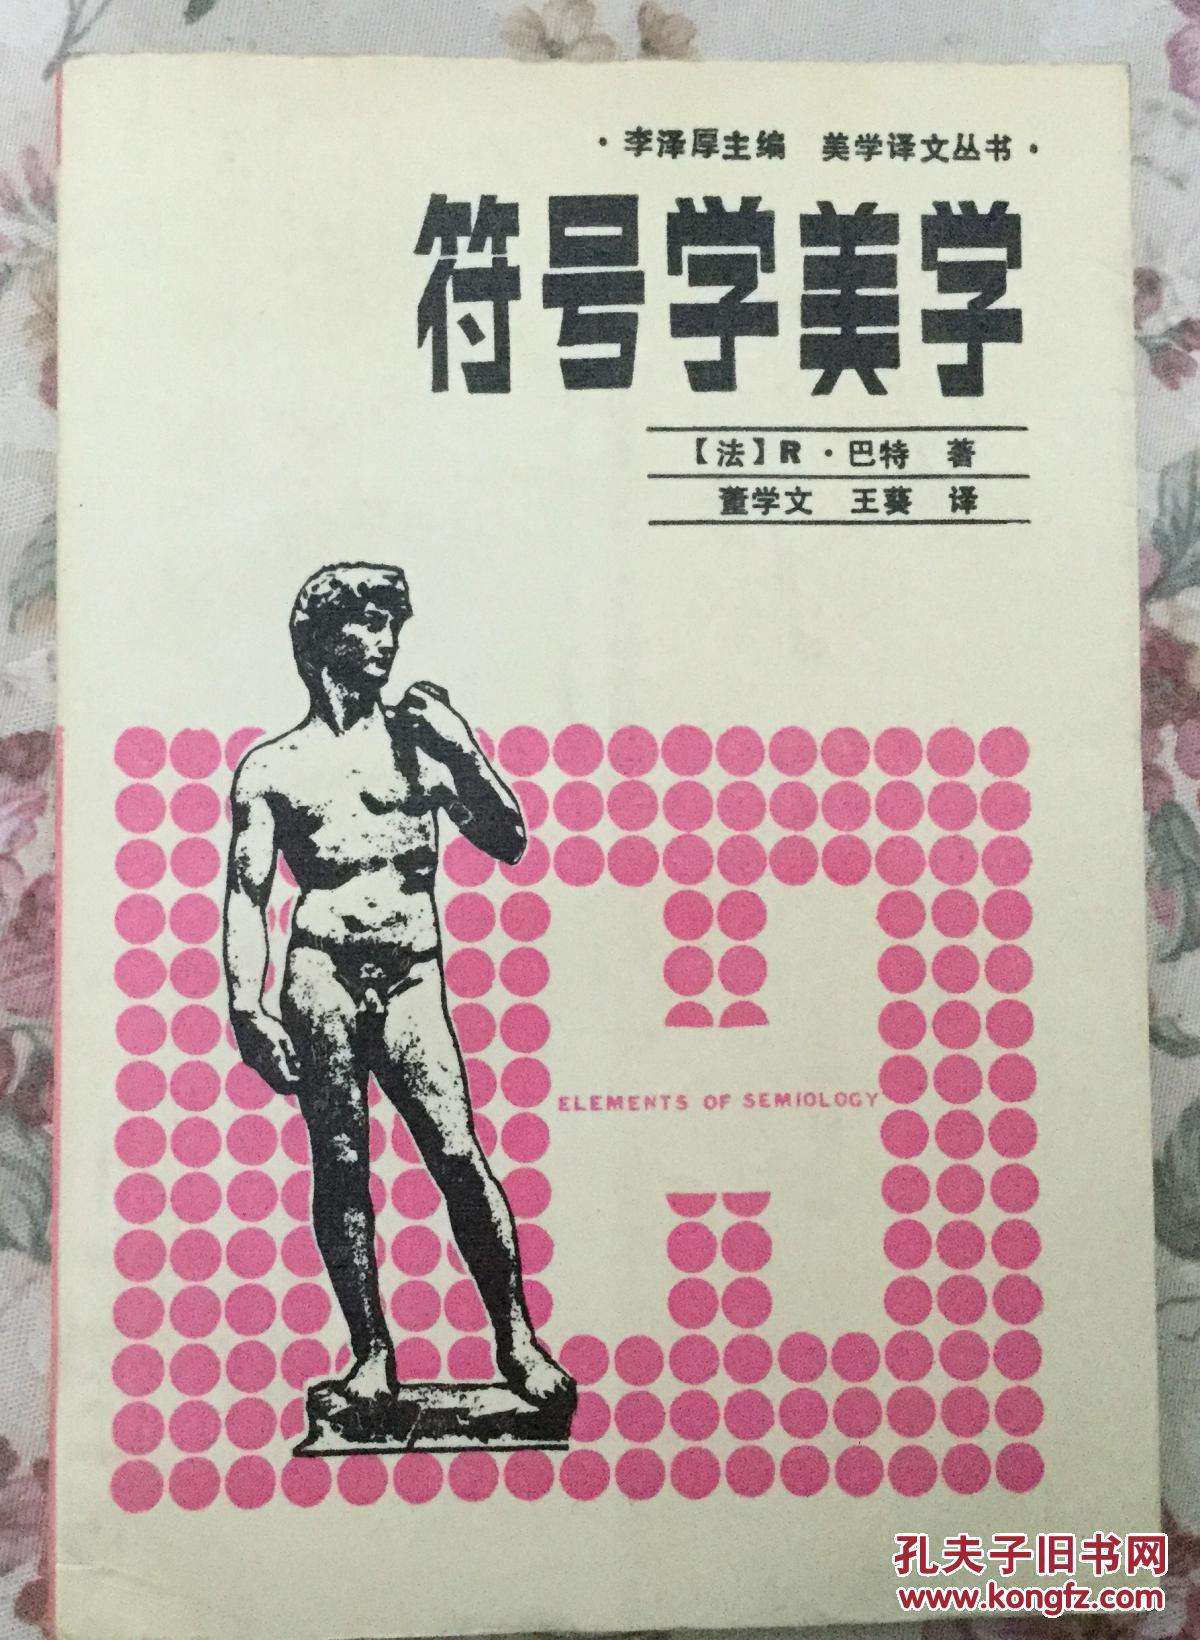 ·李泽厚主编 美学译文丛书·
符号学美学
【法】R·巴特 著
董学文 王葵 译
ELEMENTS OF SEMIOLOGY
孔夫子旧书网
www.kongfz.com